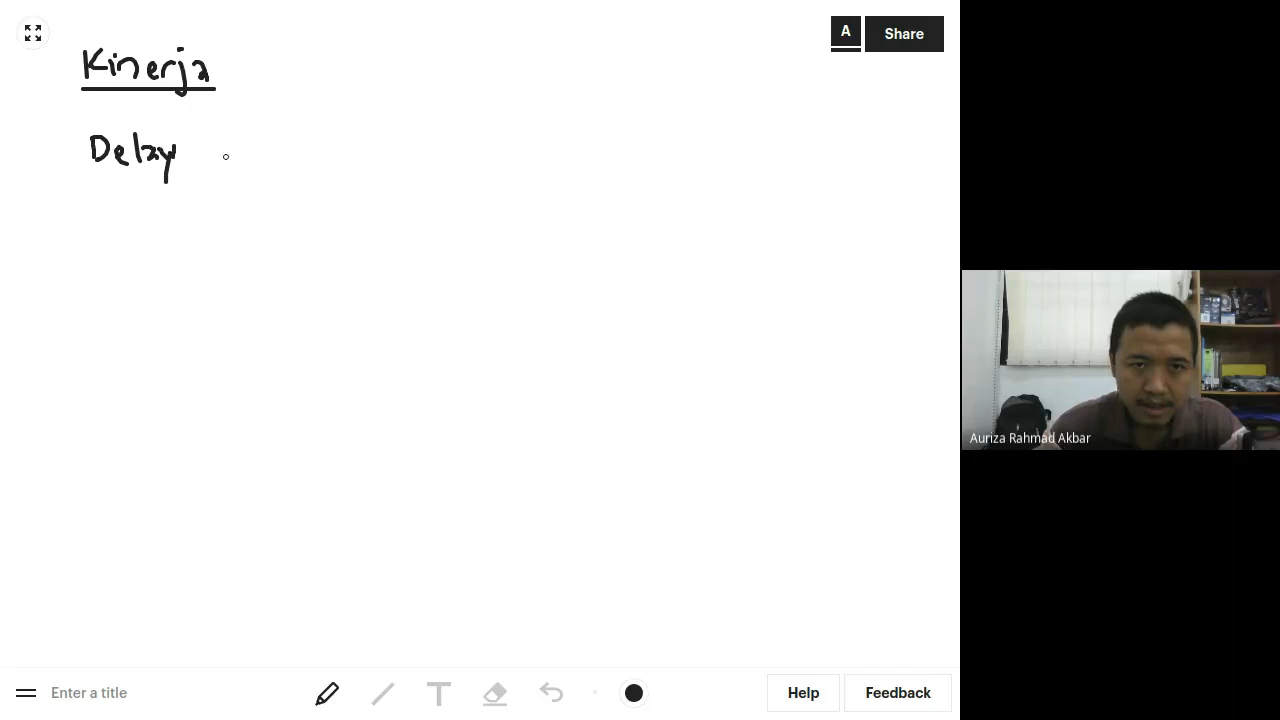 A Share
Kinerja
Delay
Auriza Rahmad Akbar
Enter a title T Help Feedback